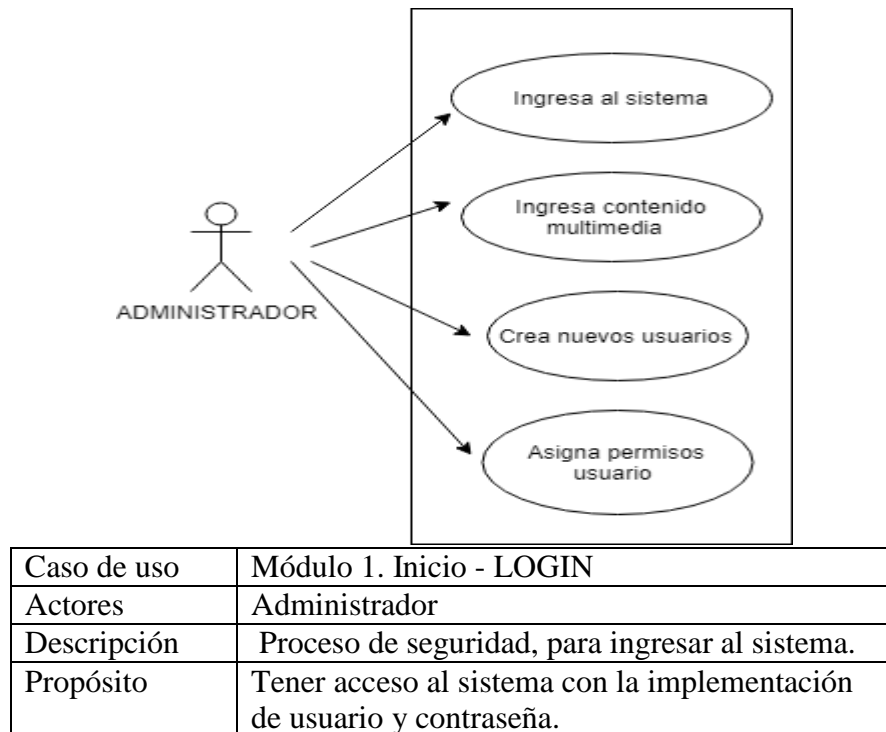 Ingresa al sistema
Ingresa contenido
multimedia
ADMINISTRADOR
Crea nuevos usuarios
Asigna permisos
usuario
Caso de uso Módulo 1. Inicio - LOGIN
Actores Administrador
Descripción Proceso de seguridad, para ingresar al sistema.
Propósito Tener acceso al sistema con la implementación
de usuario y contraseña.